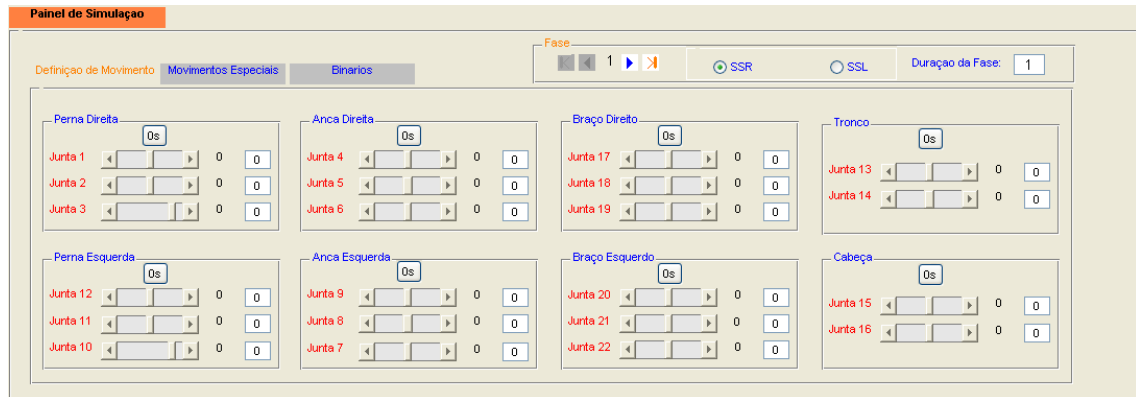 Painel de Simulaçao
Fase
Definiçao de Movimento Movimentos Especiais Binarios
1 SSR SSL Duraçao da Fase: 1
Perna Direita
0s
Junta 1 0 0
Junta 2 0 0
Junta 3 0 0
Anca Direita
0s
Junta 4 0 0
Junta 5 0 0
Junta 6 0 0
Braço Direito
0s
Junta 17 0 0
Junta 18 0 0
Junta 19 0 0
Tronco
0s
Junta 13 0 0
Junta 14 0 0
Perna Esquerda
0s
Junta 12 0 0
Junta 11 0 0
Junta 10 0 0
Anca Esquerda
0s
Junta 9 0 0
Junta 8 0 0
Junta 7 0 0
Braço Esquerdo
0s
Junta 20 0 0
Junta 21 0 0
Junta 22 0 0
Cabeça
0s
Junta 15 0 0
Junta 16 0 0